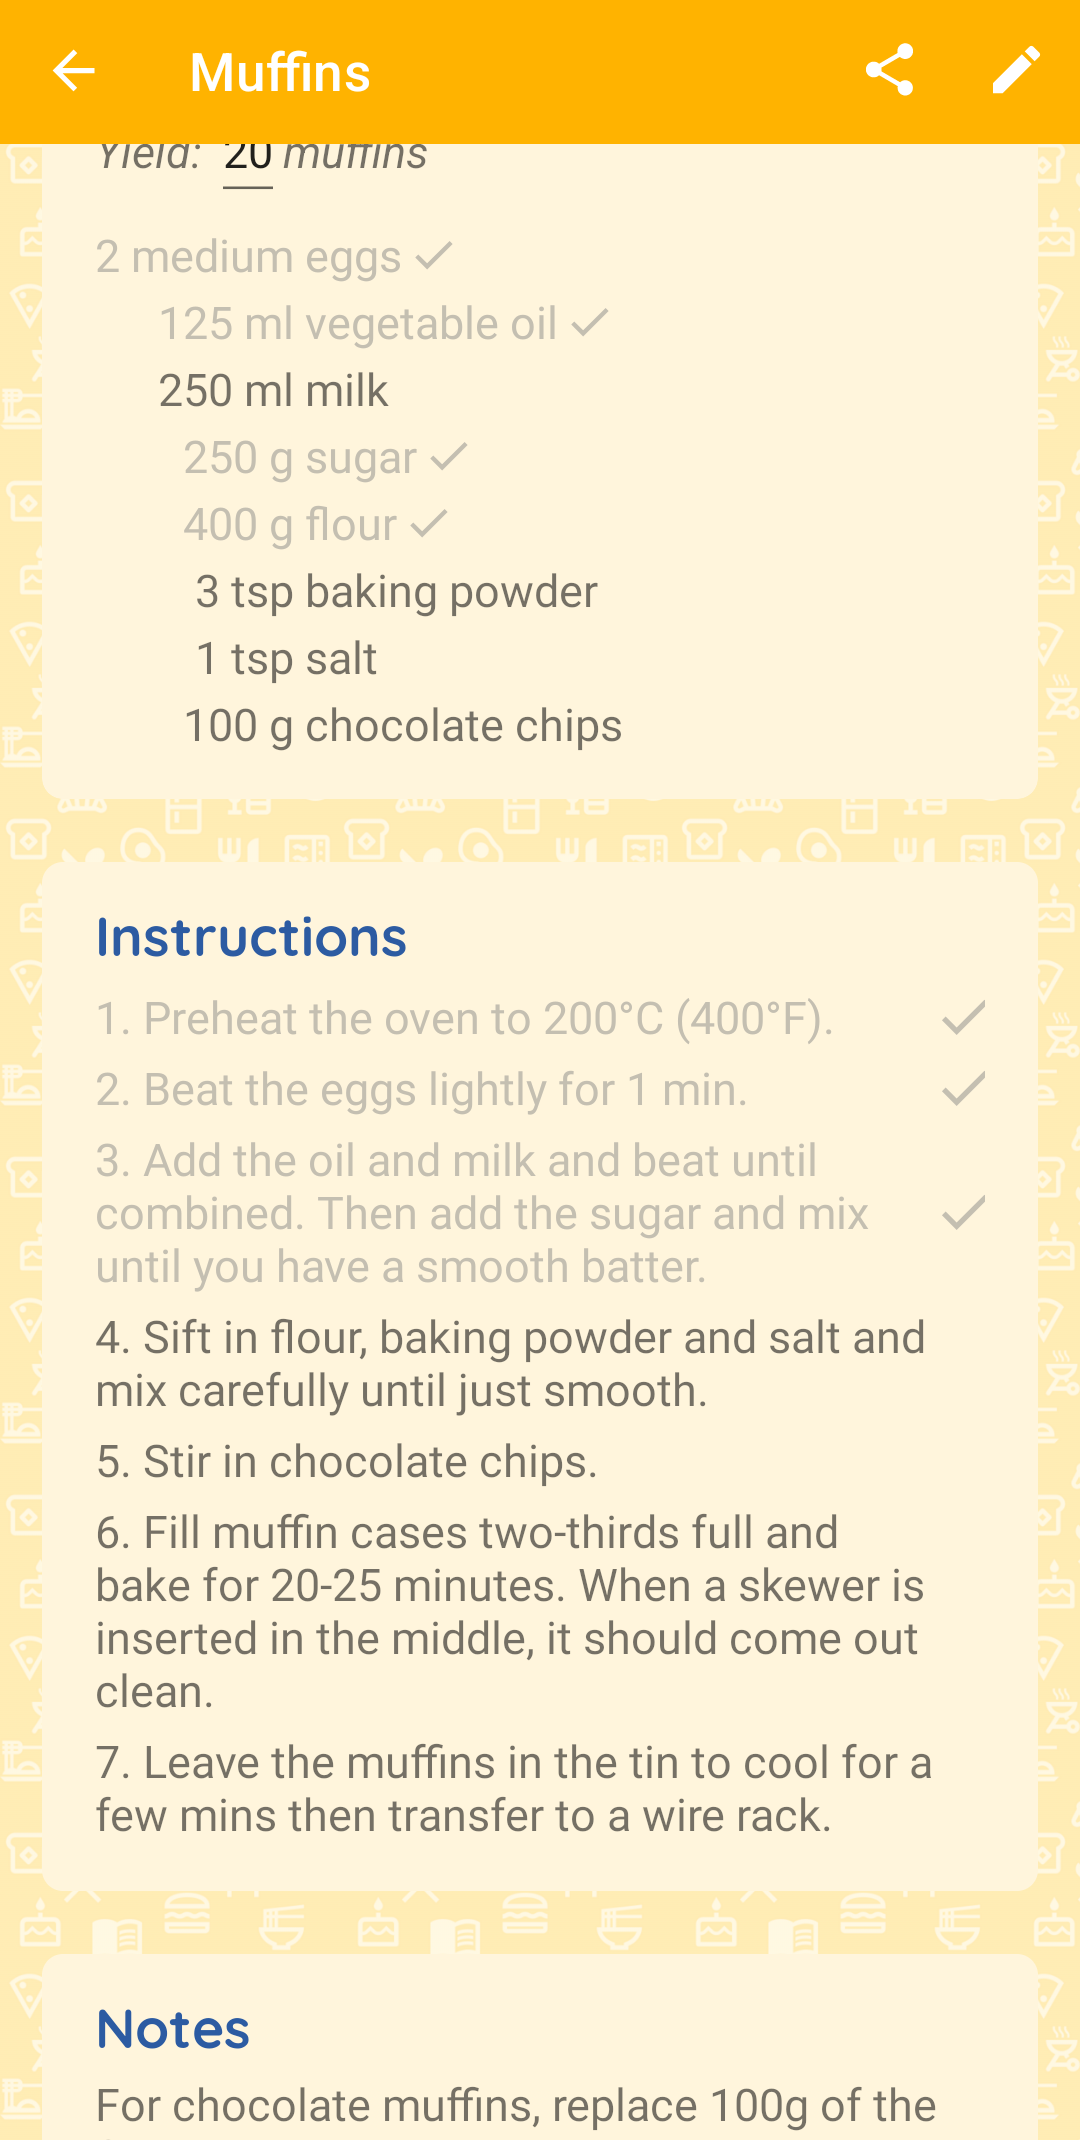 Muffins
Yield: 20 muffins
2 medium eggs
125 ml vegetable oil
250 ml milk
250 g sugar
400 g flour
3 tsp baking powder
1 tsp salt
100 g chocolate chips
Instructions
1. Preheat the oven to 200°C (400°F).
2. Beat the eggs lightly for 1 min.
3. Add the oil and milk and beat until
combined. Then add the sugar and mix
until you have a smooth batter.
4. Sift in flour, baking powder and salt and
mix carefully until just smooth.
5. Stir in chocolate chips.
6. Fill muffin cases two-thirds full and
bake for 20-25 minutes. When a skewer is
inserted in the middle, it should come out
clean.
7. Leave the muffins in the tin to cool for a
few mins then transfer to a wire rack.
Notes
For chocolate muffins, replace 100g of the